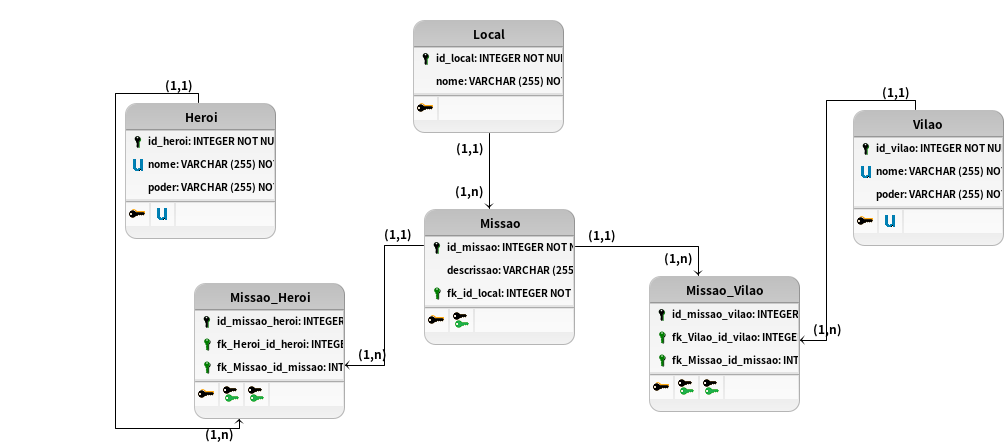 Local
id_local: INTEGER NOT NUL
nome: VARCHAR (255) NO
(1,1)
Heroi
id_heroi: INTEGER NOT NU
nome: VARCHAR (255) NO
poder: VARCHAR (255) NO
(1,1)
Vilao
id_vilao: INTEGER NOT NU
nome: VARCHAR (255) NO
poder: VARCHAR (255) NO
(1,1)
(1,n)
Missao
id_missao: INTEGER NOT N
descrissao: VARCHAR (255
fk_id_local: INTEGER NOT
(1,1)
(1,1)
(1,n)
Missao_Heroi
id_missao_heroi: INTEGER
fk_Heroi_id_heroi: INTEGE
fk_Missao_id_missao: INT
(1,n)
(1,n)
Missao_Vilao
id_missao_vilao: INTEGER
fk_Vilao_id_vilao: INTEGE
fk_Missao_id_missao: INT
(1,n)